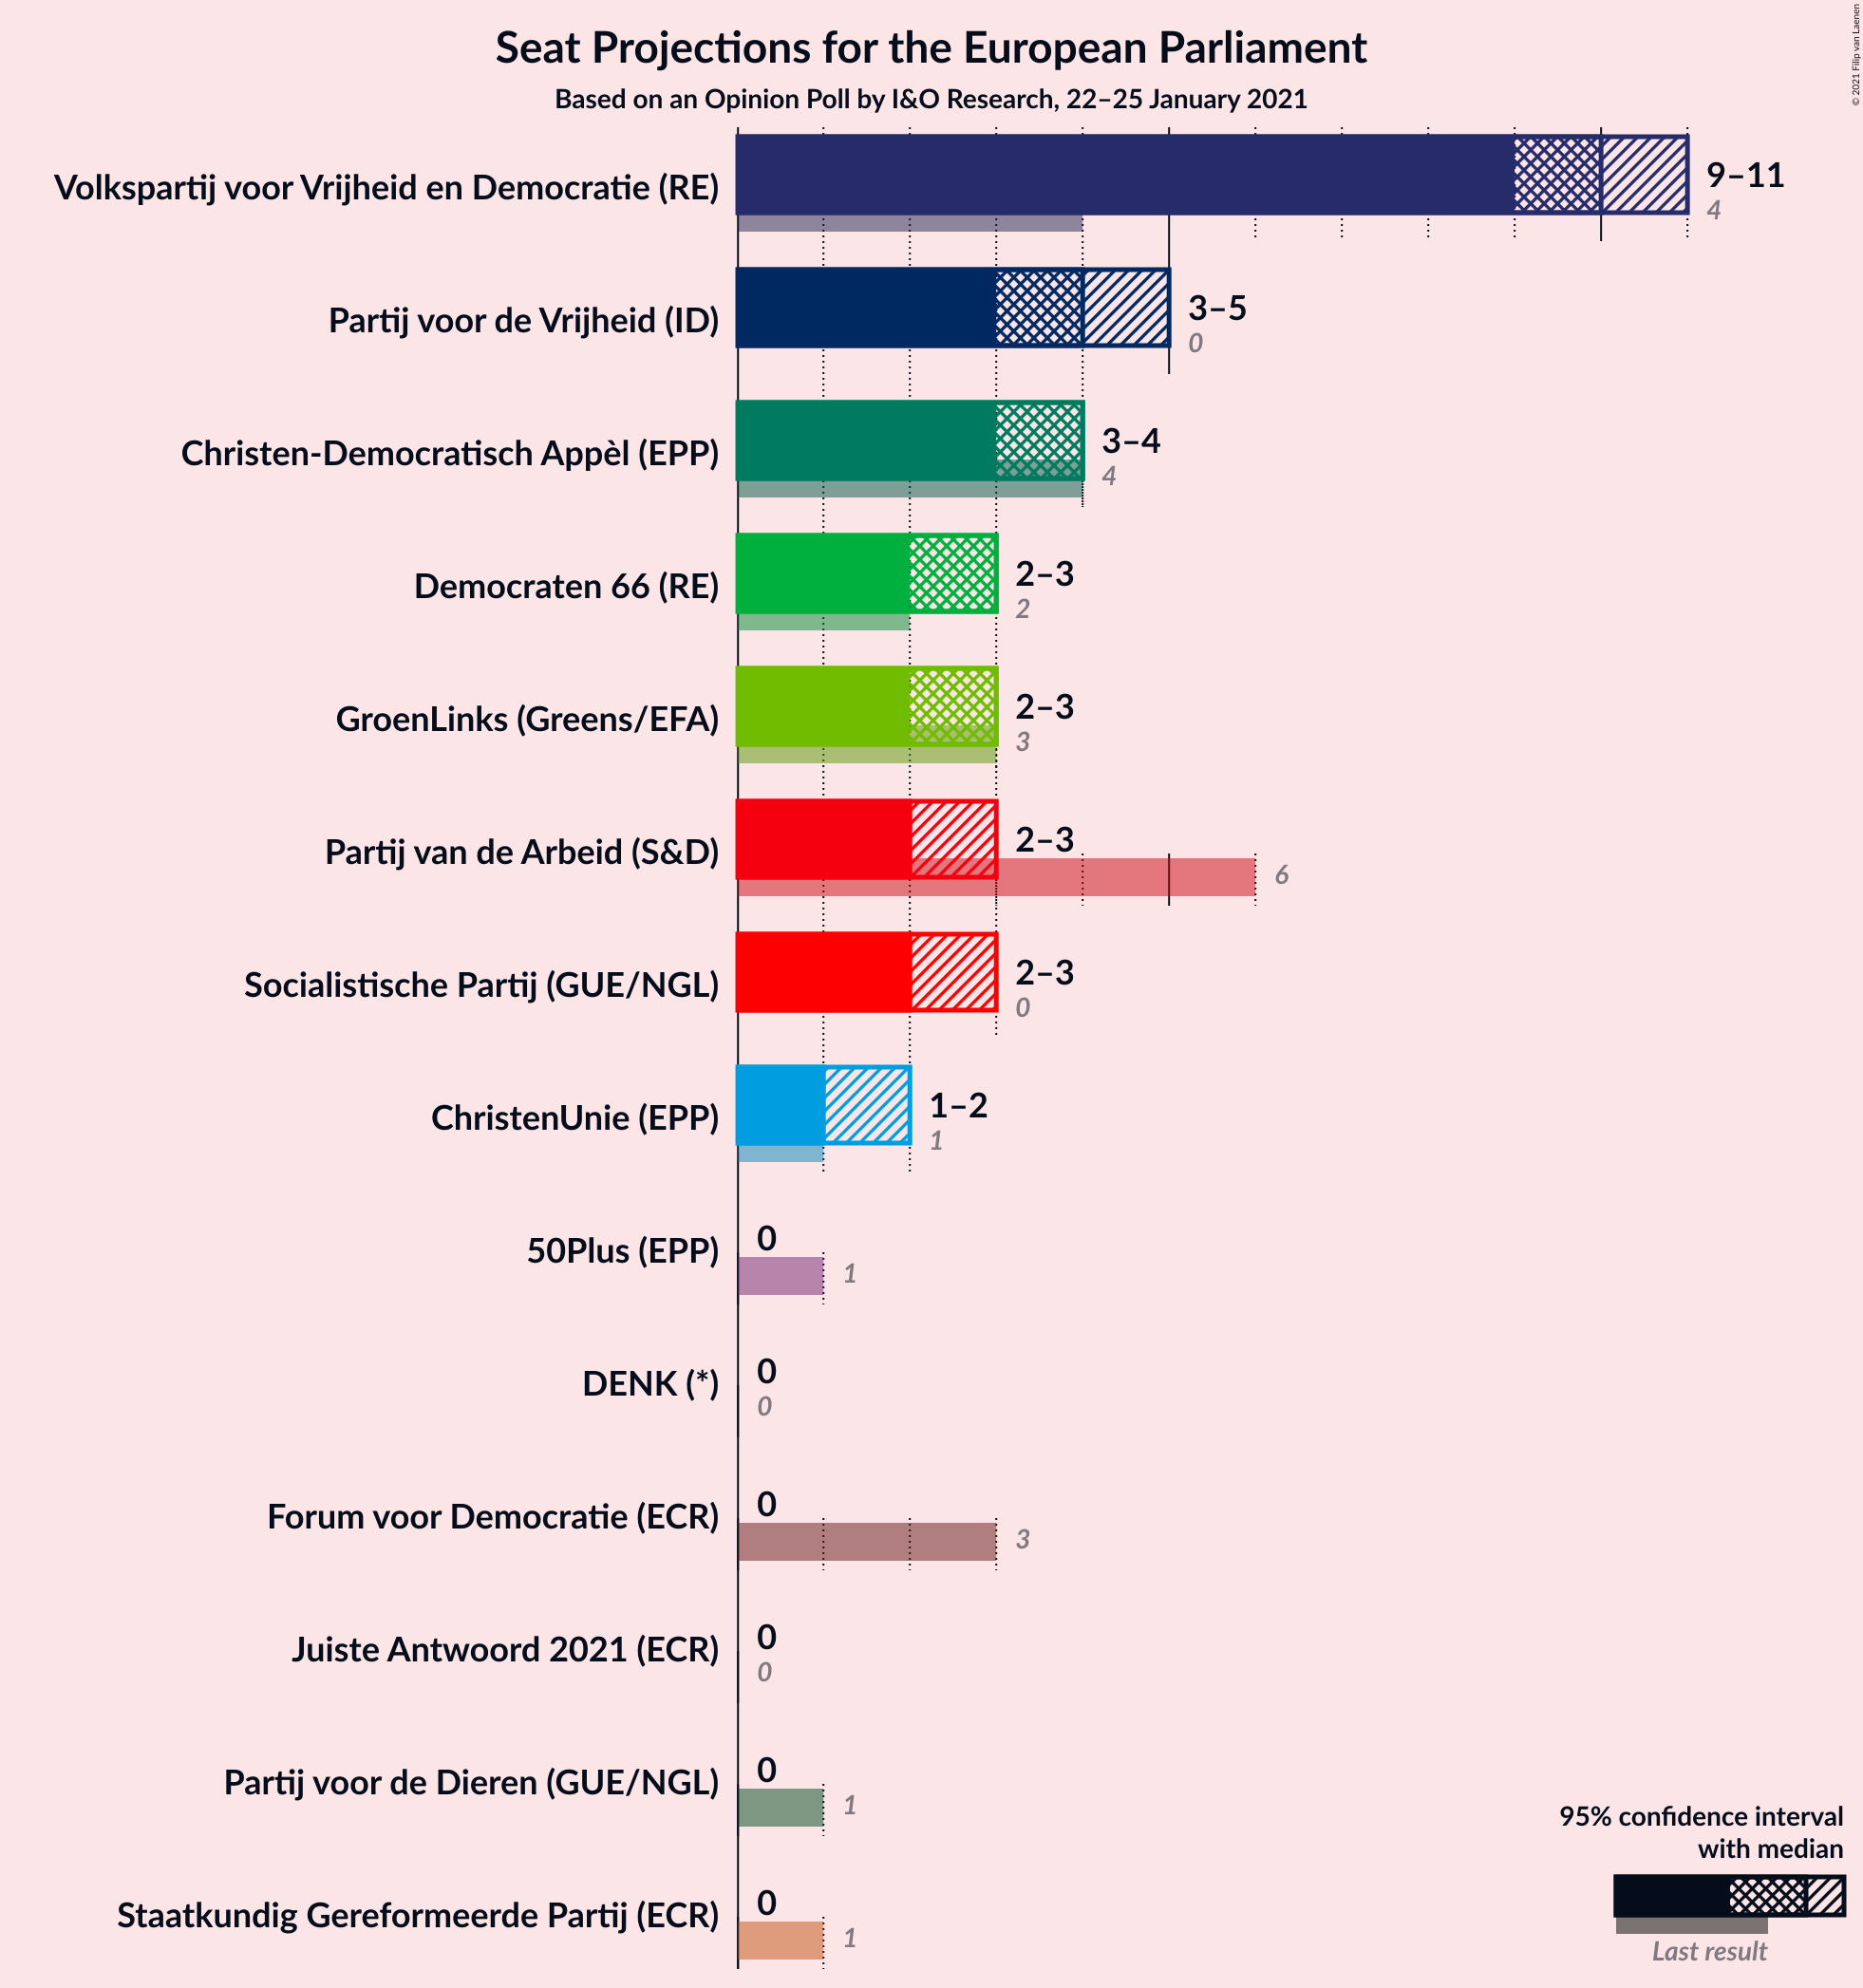 Seat Projections for the European Parliament
Based on an Opinion Poll by I&O Research, 22–25 January 2021
© 2021 Filip van Laenen
Volkspartij voor Vrijheid en Democratie (RE)
9–11
4
Partij voor de Vrijheid (ID)
3–5
0
Christen-Democratisch Appèl (EPP)
3–4
4
Democraten 66 (RE)
2–3
2
GroenLinks (Greens/EFA)
2–3
3
Partij van de Arbeid (S&D)
2–3
6
Socialistische Partij (GUE/NGL)
2–3
0
ChristenUnie (EPP)
1–2
1
50Plus (EPP)
0
1
DENK (*)
0
0
Forum voor Democratie (ECR)
0
3
Juiste Antwoord 2021 (ECR)
0
0
Partij voor de Dieren (GUE/NGL)
0
1
Staatkundig Gereformeerde Partij (ECR)
0
1
95% confidence interval
with median
Last result